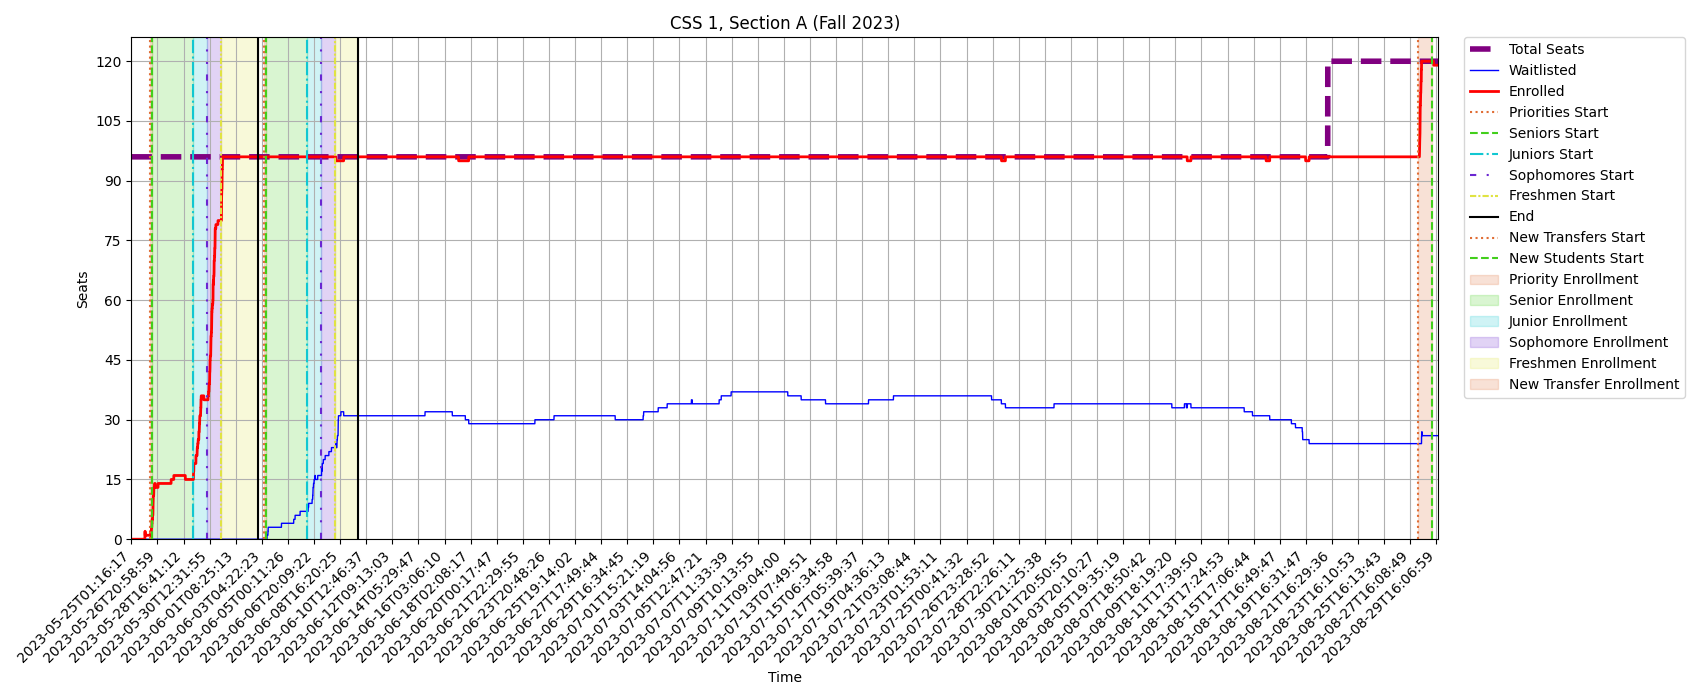 CSS 1, Section A (Fall 2023)
Seats
120
105
90
75
60
45
30
15
0
2023-05-25T01:16:17
2023-05-26T20:58:59
2023-05-28T16:41:12
2023-05-30T12:31:55
2023-06-01T08:25:13
2023-06-03T04:22:23
2023-06-05T00:11:26
2023-06-06T20:09:22
2023-06-08T16:20:25
2023-06-10T12:46:37
2023-06-12T09:13:03
2023-06-14T05:29:47
2023-06-16T03:06:10
2023-06-18T02:08:17
2023-06-20T00:17:47
2023-06-21T22:29:55
2023-06-23T20:48:26
2023-06-25T19:14:02
2023-06-27T17:49:44
2023-06-29T16:34:45
2023-07-01T15:21:19
2023-07-03T14:04:56
2023-07-05T12:47:21
2023-07-07T11:33:39
2023-07-09T10:13:55
2023-07-11T09:04:00
2023-07-13T07:49:51
2023-07-15T06:34:58
2023-07-17T05:39:37
2023-07-19T04:36:13
2023-07-21T03:08:44
2023-07-23T01:53:11
2023-07-25T00:41:32
2023-07-26T23:28:52
2023-07-28T22:26:11
2023-07-30T21:25:38
2023-08-01T20:50:55
2023-08-03T20:10:27
2023-08-05T19:35:19
2023-08-07T18:50:42
2023-08-09T18:19:20
2023-08-11T17:39:50
2023-08-13T17:24:53
2023-08-15T17:06:44
2023-08-17T16:49:47
2023-08-19T16:31:47
2023-08-21T16:29:36
2023-08-23T16:10:53
2023-08-25T16:13:43
2023-08-27T16:08:49
2023-08-29T16:06:59
Time
Total Seats
Waitlisted
Enrolled
Priorities Start
Seniors Start
Juniors Start
Sophomores Start
Freshmen Start
End
New Transfers Start
New Students Start
Priority Enrollment
Senior Enrollment
Junior Enrollment
Sophomore Enrollment
Freshmen Enrollment
New Transfer Enrollment